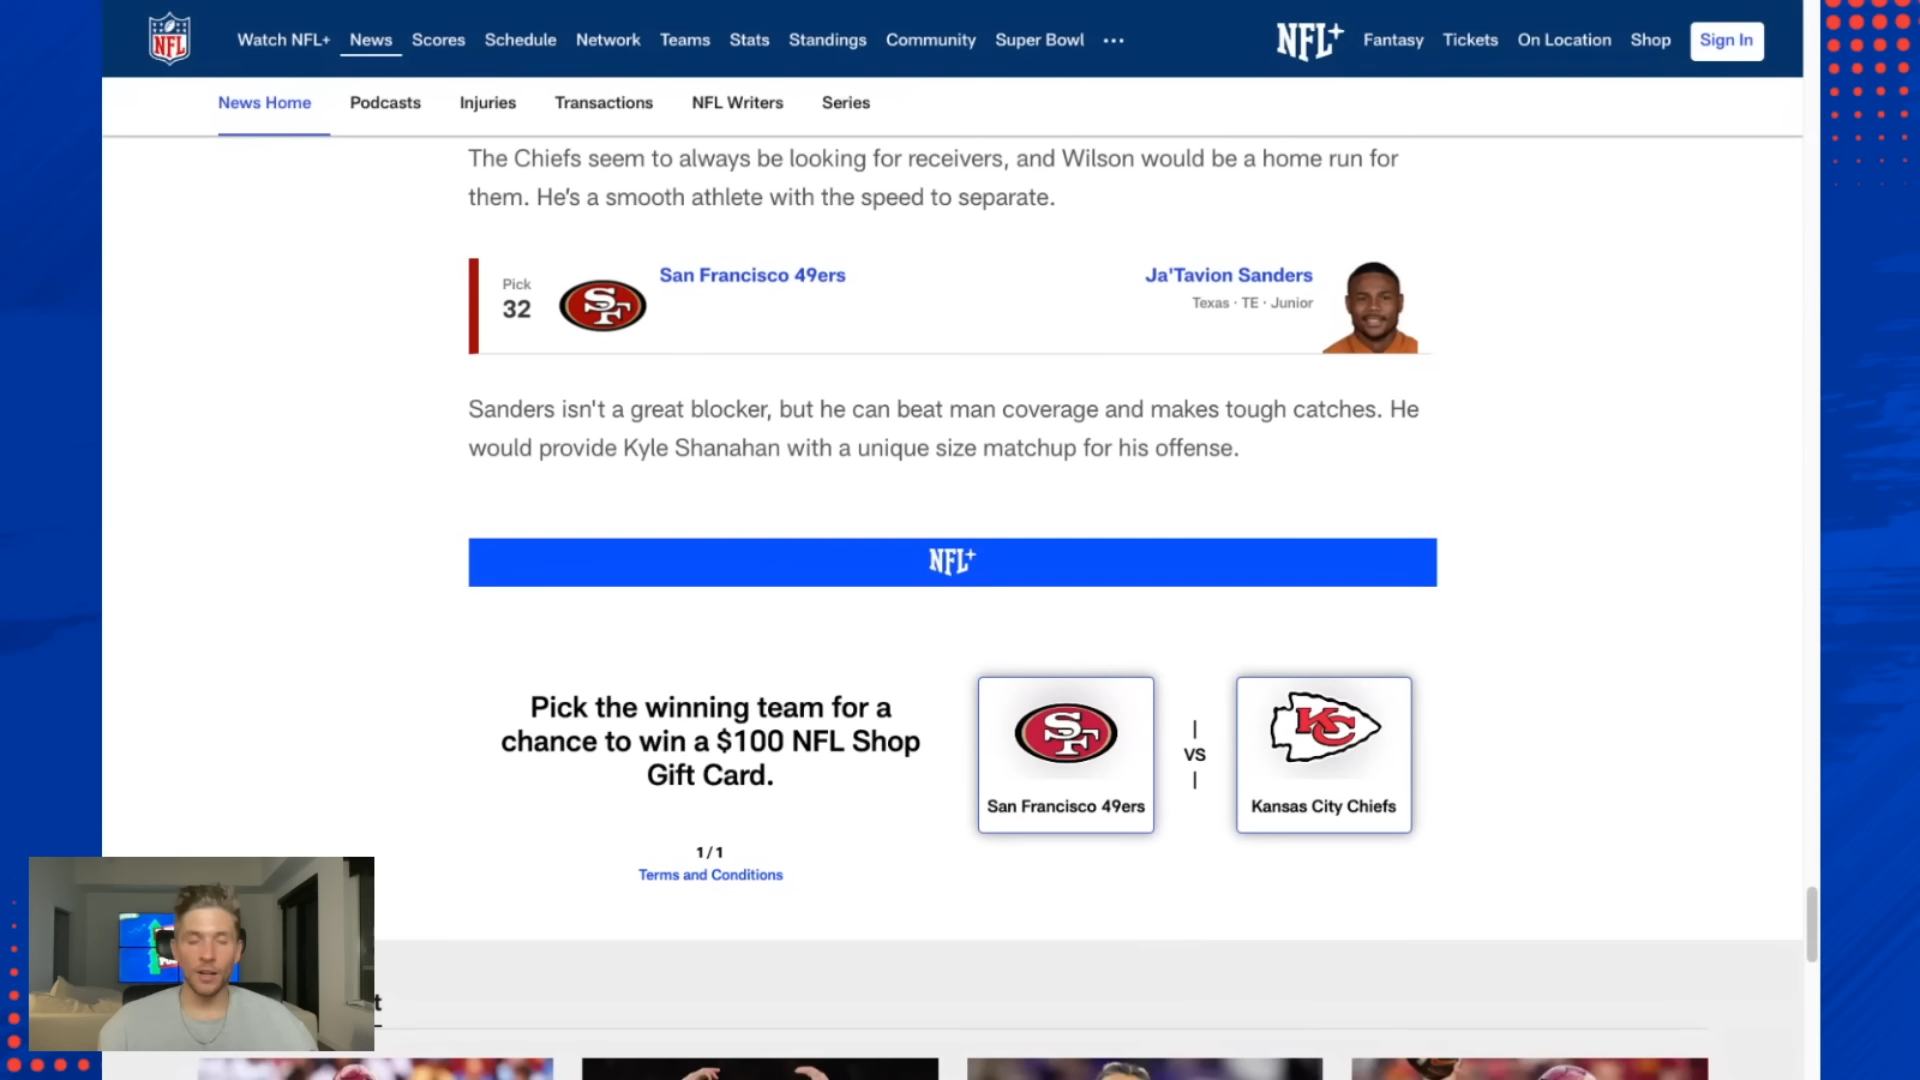 NFL
Watch NFL+ News Scores Schedule Network Teams Stats Standings Community Super Bowl ••• NFL+ Fantasy Tickets On Location Shop Sign In
News Home Podcasts Injuries Transactions NFL Writers Series
The Chiefs seem to always be looking for receivers, and Wilson would be a home run for
them. He's a smooth athlete with the speed to separate.
Pick
32
SF
San Francisco 49ers
Ja'Tavion Sanders
Texas · TE · Junior
Sanders isn't a great blocker, but he can beat man coverage and makes tough catches. He
would provide Kyle Shanahan with a unique size matchup for his offense.
NFL+
Pick the winning team for a
chance to win a $100 NFL Shop
Gift Card.
1 / 1
Terms and Conditions
SF
San Francisco 49ers
VS
KC
Kansas City Chiefs